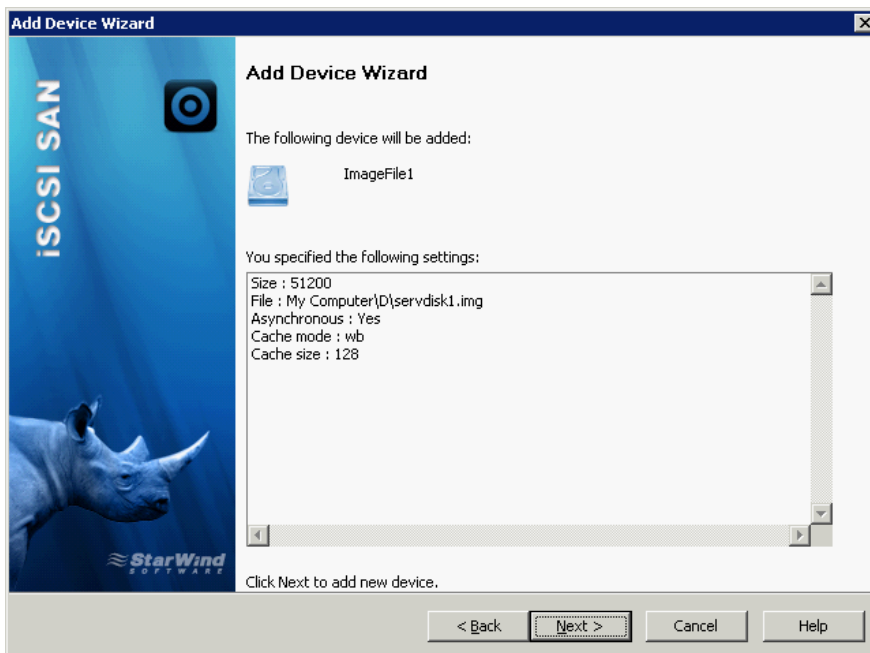 Add Device Wizard
iSCSI SAN
Add Device Wizard
The following device will be added:
ImageFile1
You specified the following settings:
Size : 51200
File : My Computer\D\servdisk1.img
Asynchronous : Yes
Cache mode : wb
Cache size : 128
StarWind
SOFTWARE
Click Next to add new device.
< Back
Next >
Cancel
Help